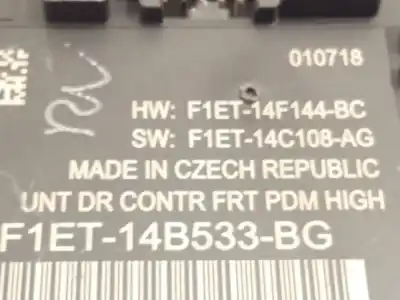 010718
HW: F1ET-14F144-BC
SW: F1ET-14C108-AG
MADE IN CZECH REPUBLIC
UNT DR CONTR FRT PDM HIGH
F1ET-14B533-BG